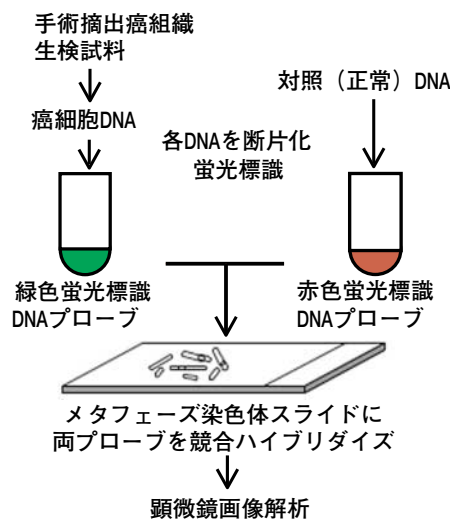 手術摘出癌組織
生検試料
癌細胞DNA
対照（正常）DNA
各DNAを断片化
蛍光標識
緑色蛍光標識
DNAプローブ
赤色蛍光標識
DNAプローブ
メタフェーズ染色体スライドに
両プローブを競合ハイブリダイズ
顕微鏡画像解析